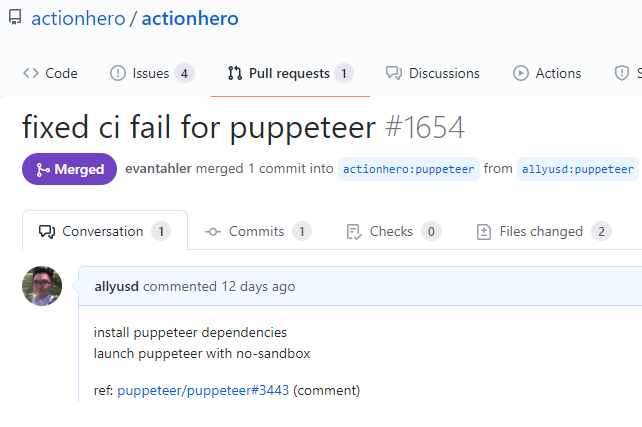 actionhero / actionhero
Code Issues 4 Pull requests 1 Discussions Actions S
fixed ci fail for puppeteer #1654
Merged evantahler merged 1 commit into actionhero:puppeteer from allyusd:puppeteer
Conversation 1 Commits 1 Checks 0 Files changed 2
allyusd commented 12 days ago
install puppeteer dependencies
launch puppeteer with no-sandbox
ref: puppeteer/puppeteer#3443 (comment)